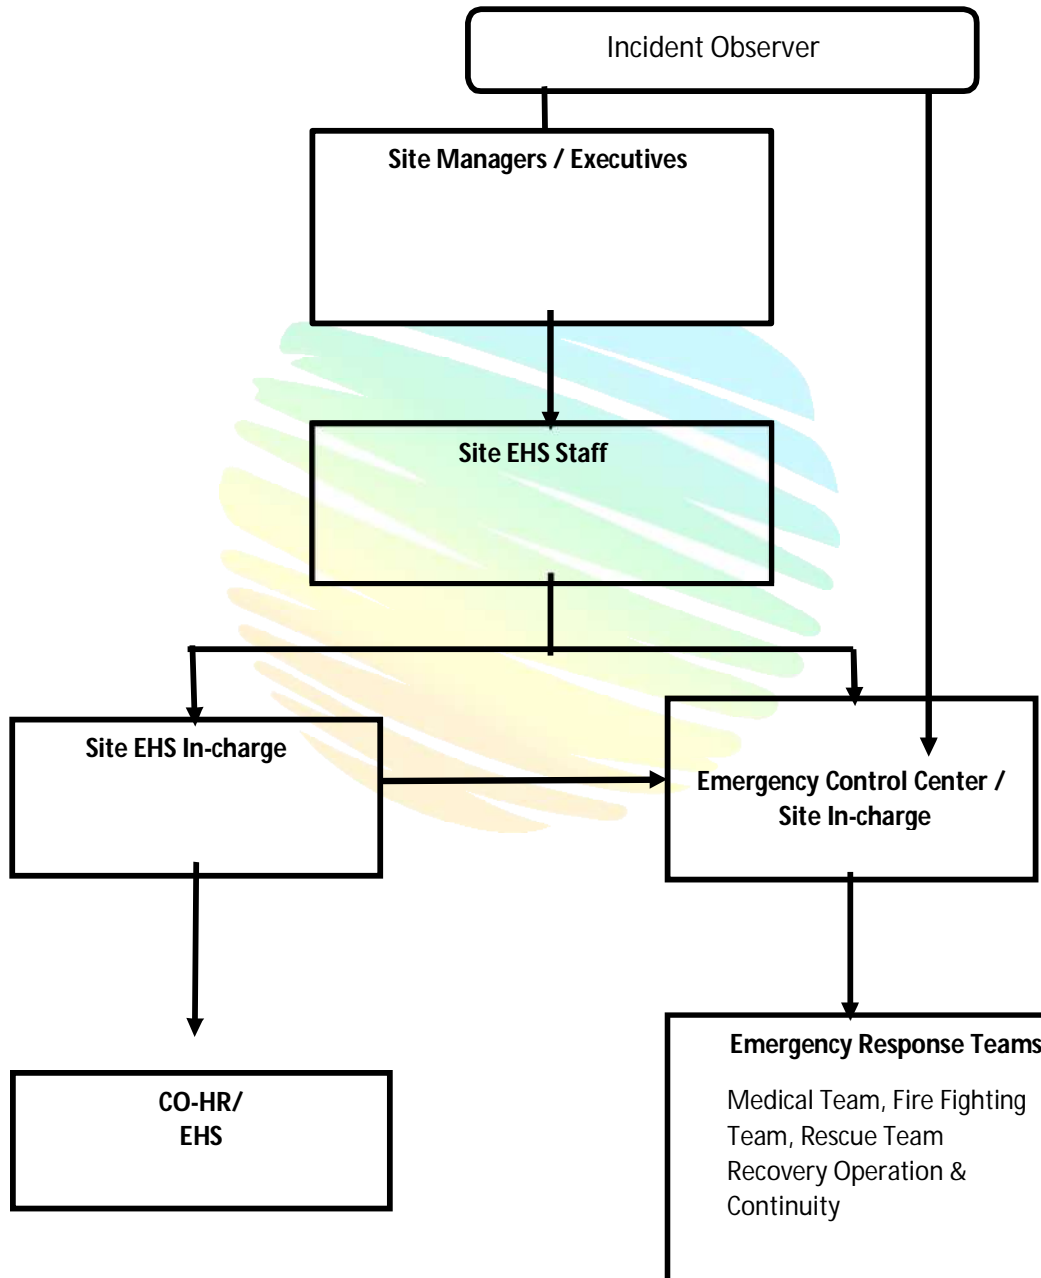 Incident Observer
Site Managers / Executives
Site EHS Staff
Site EHS In-charge
Emergency Control Center /
Site In-charge
CO-HR/
EHS
Emergency Response Teams
Medical Team, Fire Fighting
Team, Rescue Team
Recovery Operation &
Continuity